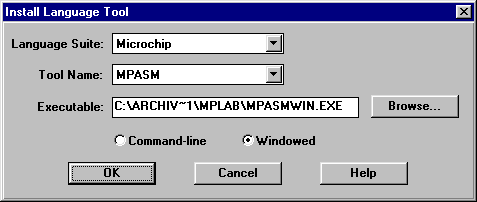 Install Language Tool
Language Suite: Microchip
Tool Name: MPASM
Executable: C:\ARCHIV~1\MPLAB\MPASMWIN.EXE Browse...
Command-line Windowed
OK Cancel Help